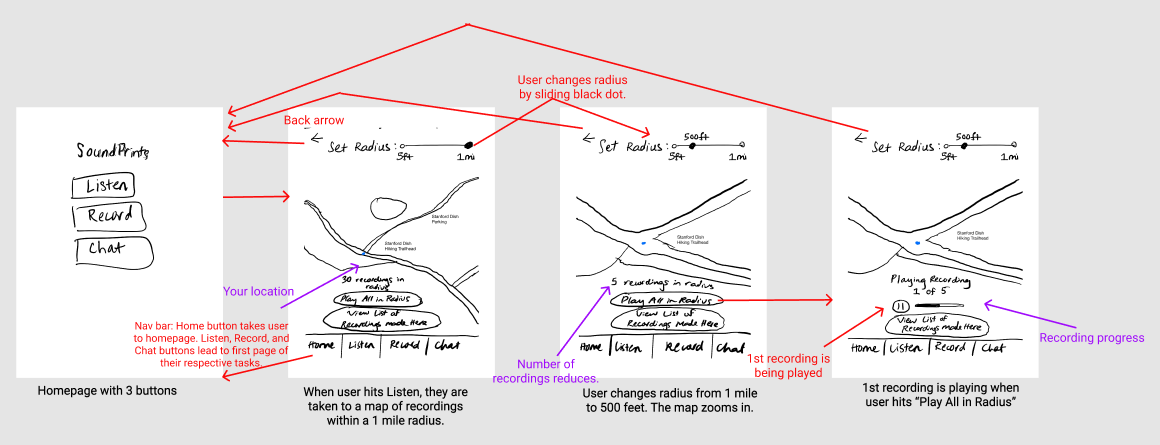 SoundPrints
Listen
Record
Chat
Homepage with 3 buttons
Back arrow
← Set Radius:
5ft
1mi
Stanford Dish
Parking
Stanford Dish
Hiking Trailhead
Your location
30 recordings in
radius
Play All in Radius
View List of
Recordings made Here
Home | Listen | Record | Chat
Nav bar: Home button takes user
to homepage. Listen, Record, and
Chat buttons lead to first page of
their respective tasks.
When user hits Listen, they are
taken to a map of recordings
within a 1 mile radius.
User changes radius
by sliding black dot.
500ft
← Set Radius:
5ft
1mi
Stanford Dish
Hiking Trailhead
5 recordings in radius
Play All in Radius
View List of
Recordings Made Here
Home | Listen | Record | Chat
Number of
recordings reduces.
User changes radius from 1 mile
to 500 feet. The map zooms in.
500ft
← Set Radius:
5ft
1mi
Stanford Dish
Hiking Trailhead
Playing Recording
1 of 5
View List of
Recordings made Here
Home | Listen | Record | Chat
1st recording is
being played
Recording progress
1st recording is playing when
user hits “Play All in Radius”